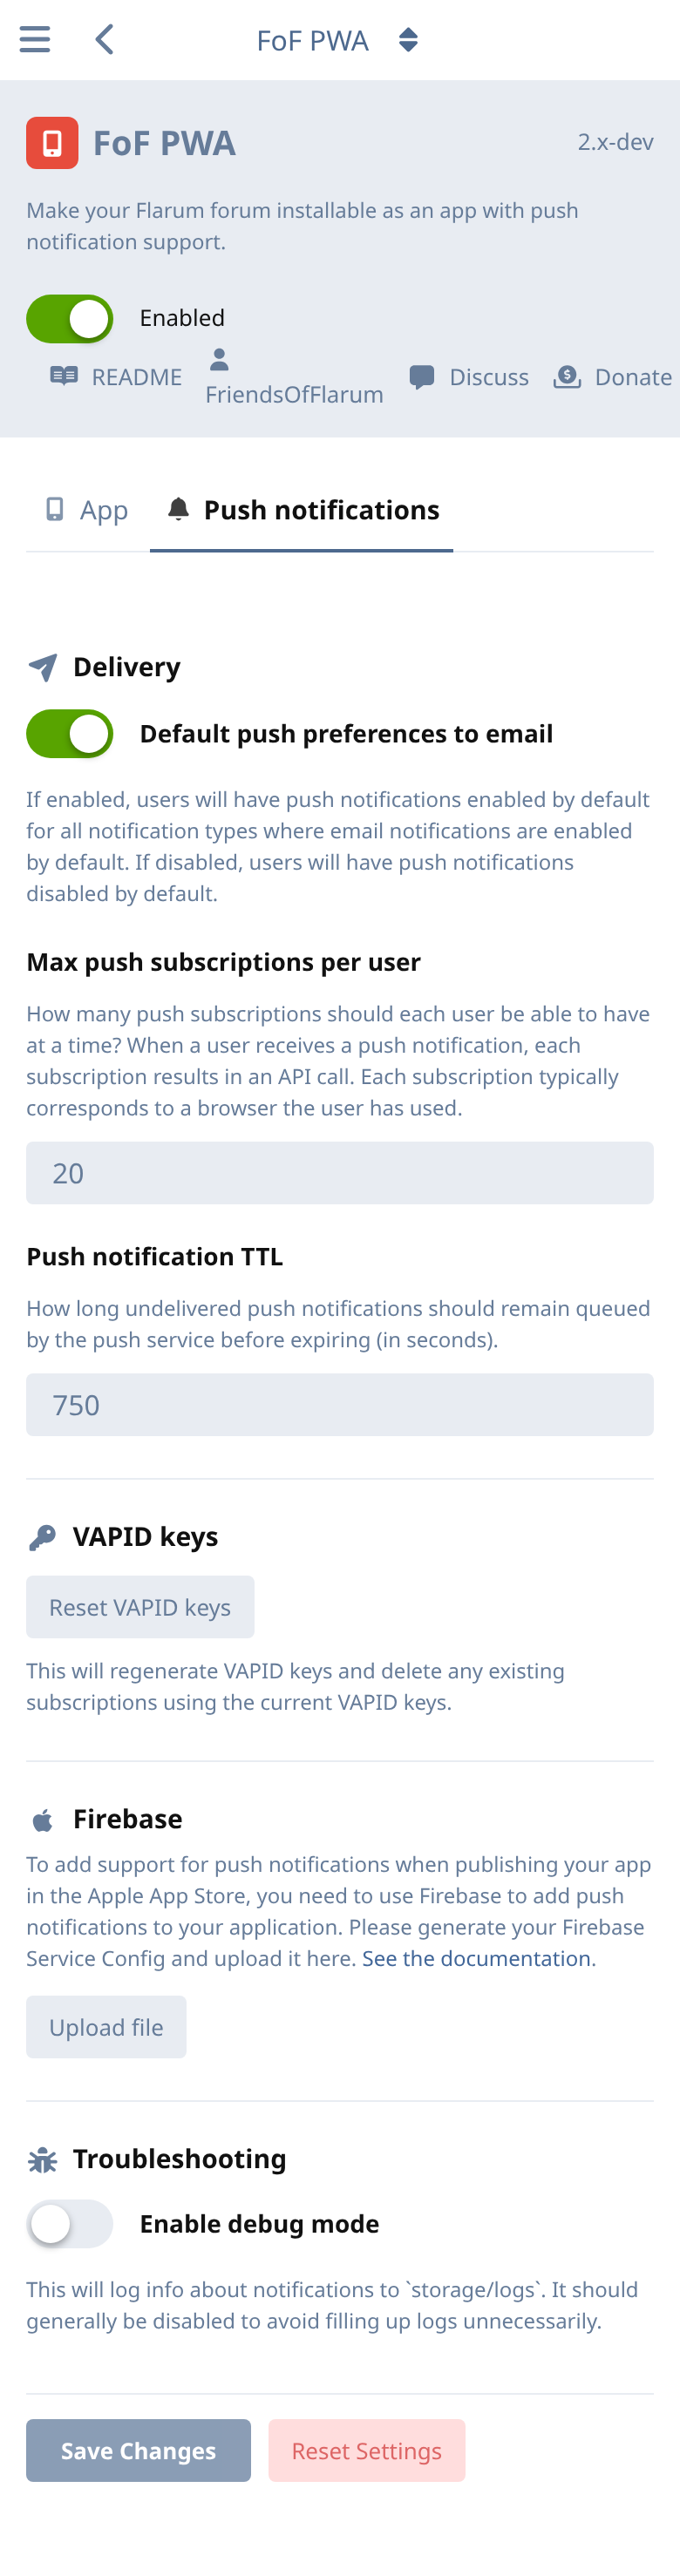 FoF PWA
FoF PWA
2.x-dev
Make your Flarum forum installable as an app with push
notification support.
Enabled
README
FriendsOfFlarum
Discuss
Donate
App
Push notifications
Delivery
Default push preferences to email
If enabled, users will have push notifications enabled by default
for all notification types where email notifications are enabled
by default. If disabled, users will have push notifications
disabled by default.
Max push subscriptions per user
How many push subscriptions should each user be able to have
at a time? When a user receives a push notification, each
subscription results in an API call. Each subscription typically
corresponds to a browser the user has used.
20
Push notification TTL
How long undelivered push notifications should remain queued
by the push service before expiring (in seconds).
750
VAPID keys
Reset VAPID keys
This will regenerate VAPID keys and delete any existing
subscriptions using the current VAPID keys.
Firebase
To add support for push notifications when publishing your app
in the Apple App Store, you need to use Firebase to add push
notifications to your application. Please generate your Firebase
Service Config and upload it here. See the documentation.
Upload file
Troubleshooting
Enable debug mode
This will log info about notifications to `storage/logs`. It should
generally be disabled to avoid filling up logs unnecessarily.
Save Changes
Reset Settings